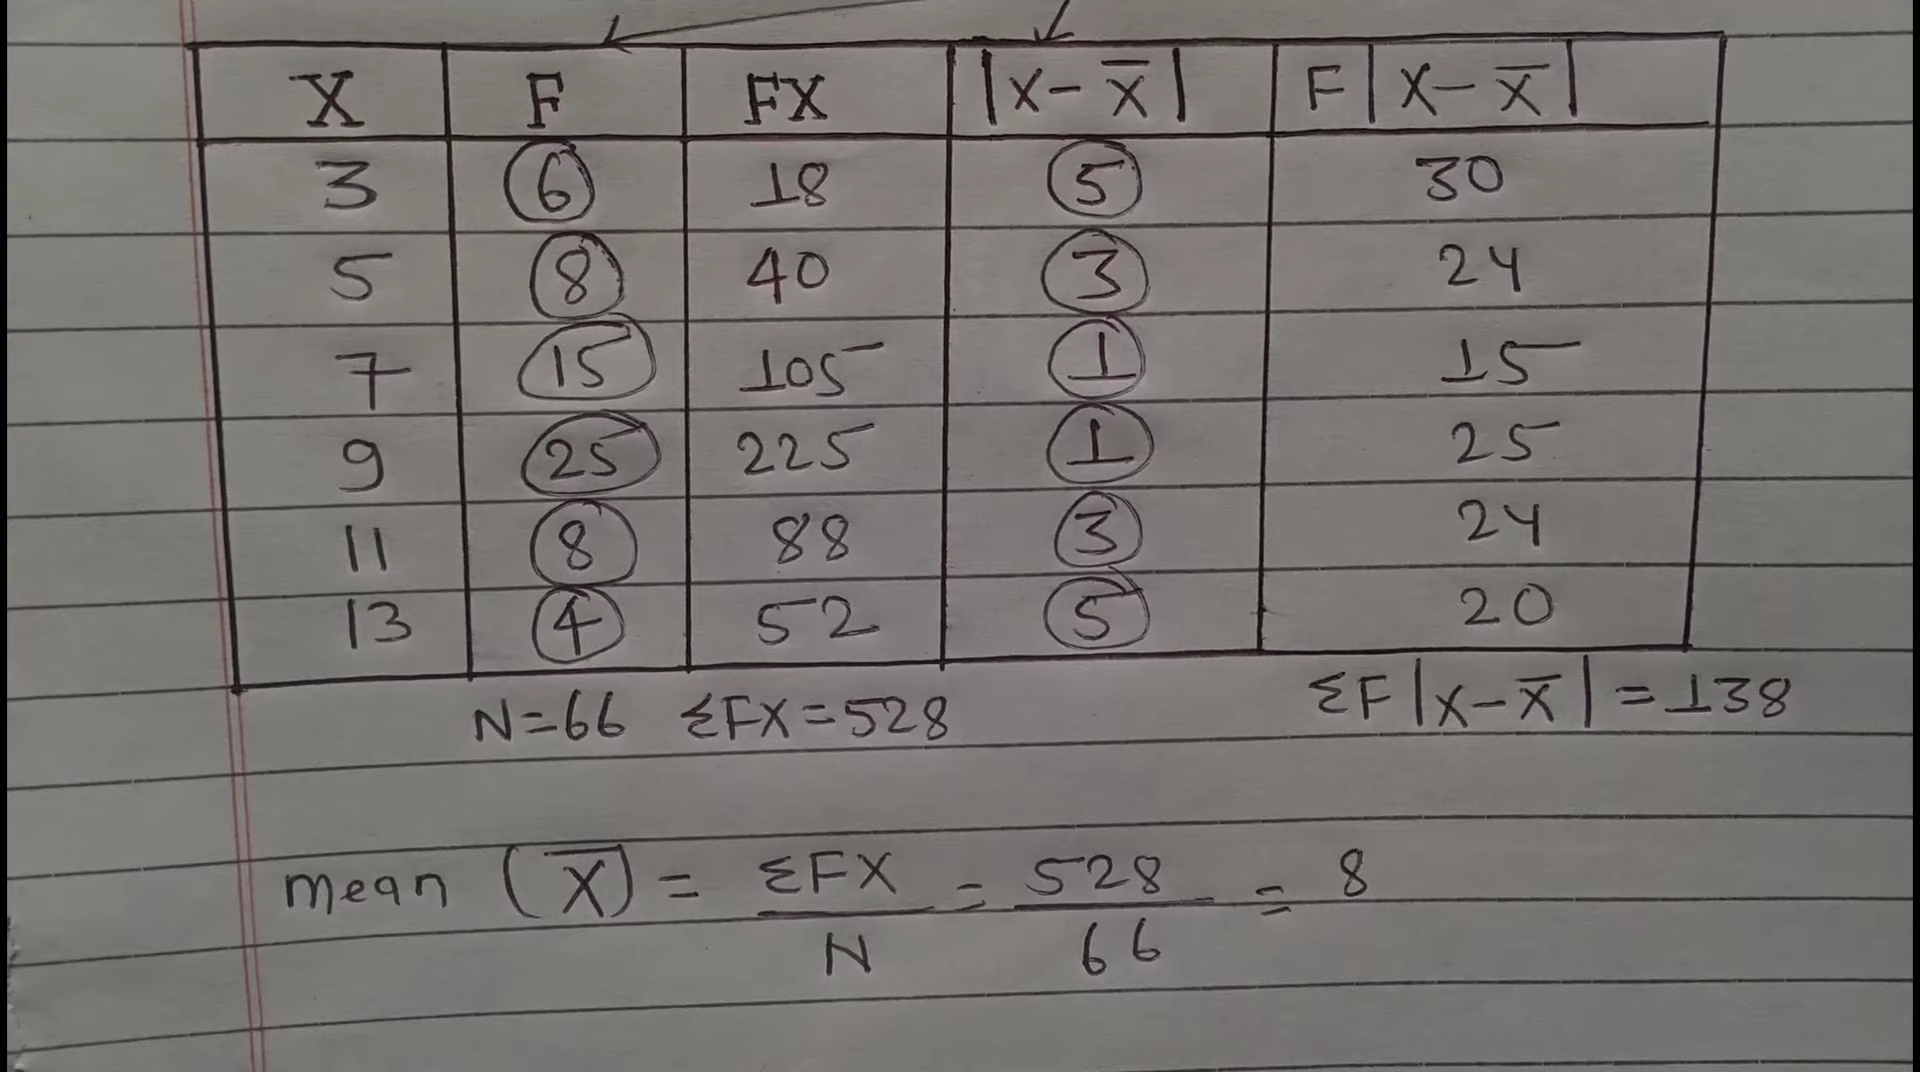 X F FX |X-X̅| F|X-X̅|
3 6 18 5 30
5 8 40 3 24
7 15 105 1 15
9 25 225 1 25
11 8 88 3 24
13 4 52 5 20
N=66 ΣFX=528 ΣF|X-X̅|=138
mean (X̅) = ΣFX/N = 528/66 = 8